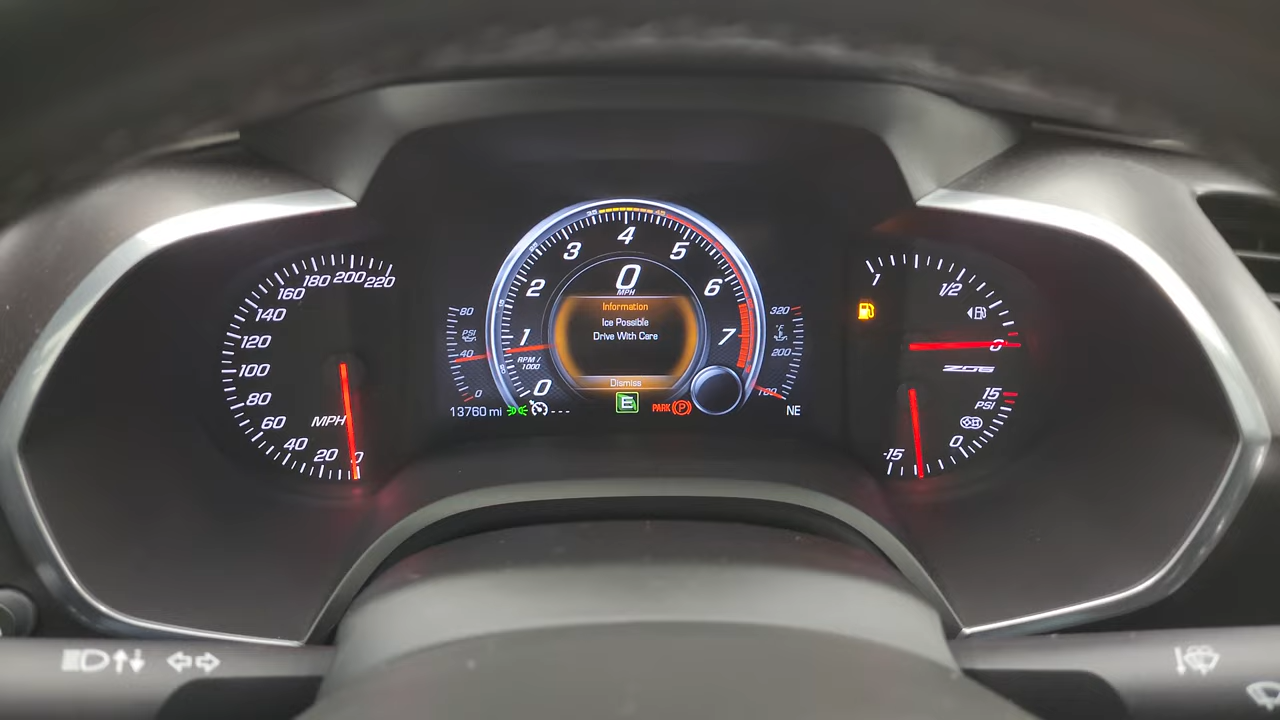 220
200
180
160
140
120
100
80
60
40
20
0
MPH
80
PSI
40
0
13760 mi
35
45
0
1
2
3
4
5
6
7
RPM /
1000
0
MPH
Information
Ice Possible
Drive With Care
Dismiss
E
---
PARK P
320
°F
200
100
NE
1
1/2
0
Z06
15
PSI
0
-15